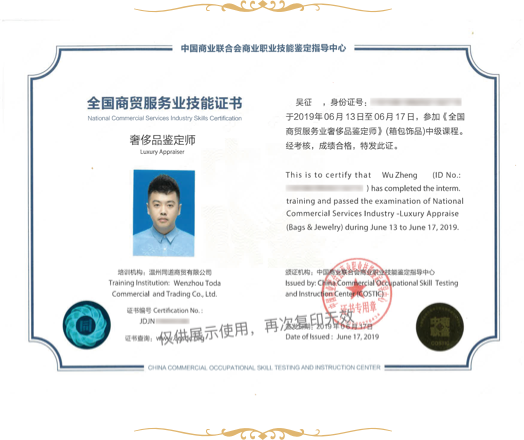 中国商业联合会商业职业技能鉴定指导中心
全国商贸服务业技能证书
National Commercial Services Industry Skills Certification
奢侈品鉴定师
Luxury Appraiser
培训机构：温州同道商贸有限公司
Training Institution: Wenzhou Toda
Commercial and Trading Co., Ltd.
证书编号 Certification No.：
JDJN
证书查询：
吴征 ，身份证号：
于2019年06月13日至06月17日，参加《全国
商贸服务业奢侈品鉴定师》(箱包饰品)中级课程。
经考核，成绩合格，特发此证。
This is to certify that Wu Zheng (ID No.:
) has completed the interm.
training and passed the examination of National
Commercial Services Industry -Luxury Appraise
(Bags & Jewelry) during June 13 to June 17, 2019.
颁证机构：中国商业联合会商业职业技能鉴定指导中心
Issued by: China Commerce Occupational Skill Testing
and Instruction Center (COSTIC)
证书专用章
2019年06月17日
Date of Issued : June 17, 2019
仅供展示使用，再次复印无效
CHINA COMMERCIAL OCCUPATIONAL SKILL TESTING AND INSTRUCTION CENTER